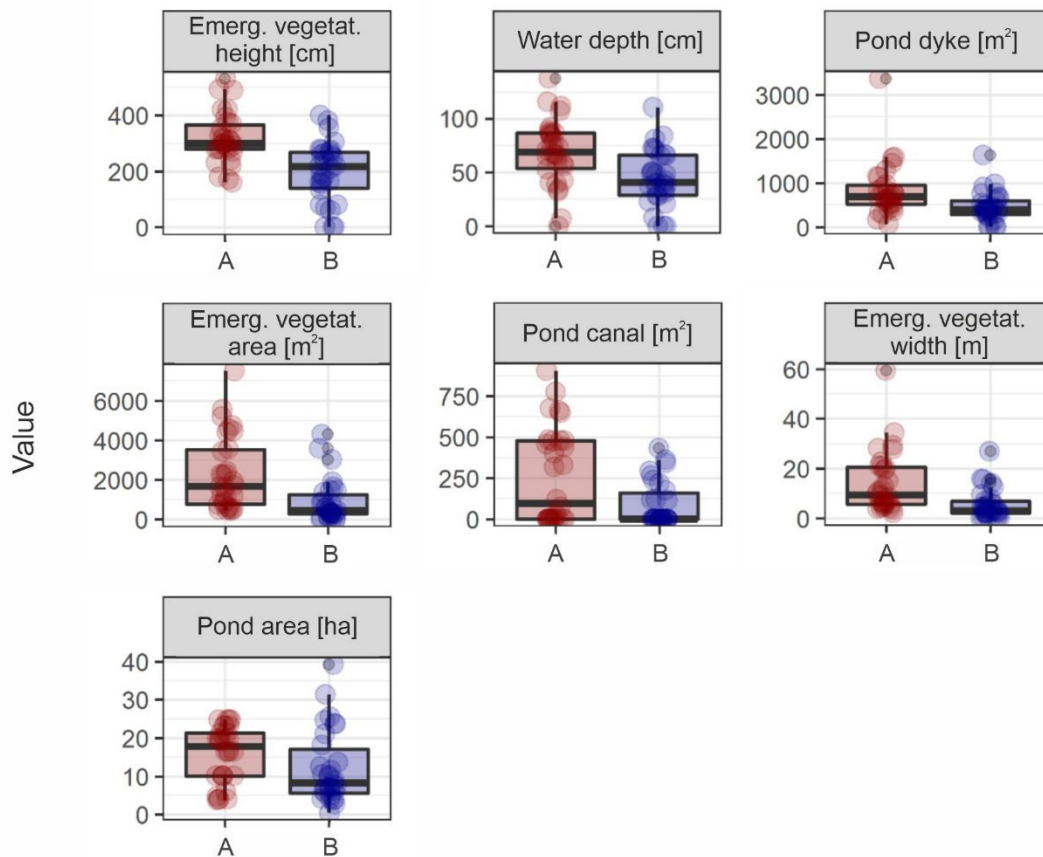 Emerg. vegetat.
height [cm]
400
200
0
A
B
Water depth [cm]
100
50
0
A
B
Pond dyke [m²]
3000
2000
1000
0
A
B
Value
Emerg. vegetat.
area [m²]
6000
4000
2000
0
A
B
Pond canal [m²]
750
500
250
0
A
B
Emerg. vegetat.
width [m]
60
40
20
0
A
B
Pond area [ha]
40
30
20
10
0
A
B